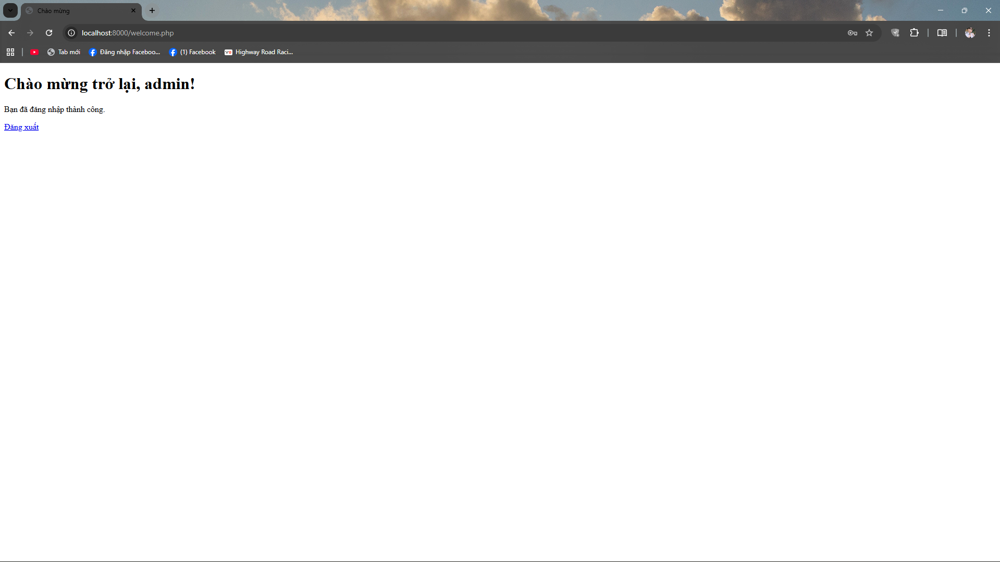 Chào mừng
localhost:8000/welcome.php
Tab mới
Đăng nhập Faceboo...
(1) Facebook
Highway Road Raci...
Chào mừng trở lại, admin!
Bạn đã đăng nhập thành công.
Đăng xuất